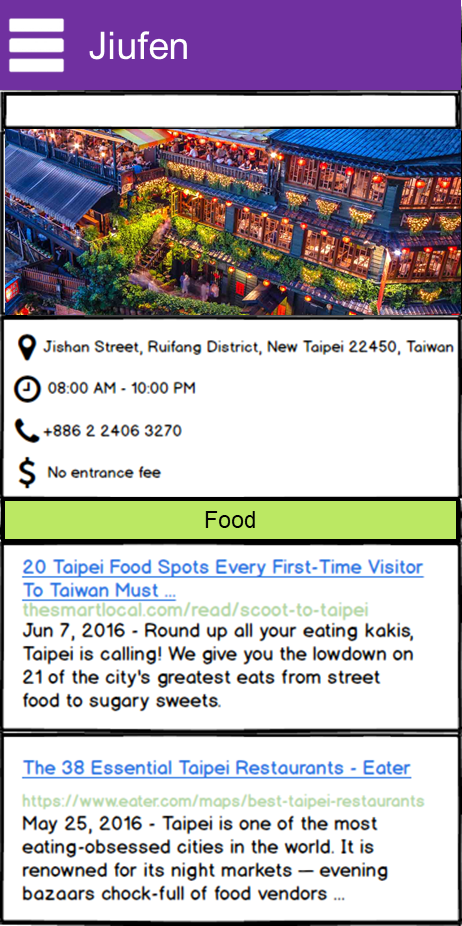 Jiufen
Jishan Street, Ruifang District, New Taipei 22450, Taiwan
08:00 AM - 10:00 PM
+886 2 2406 3270
$ No entrance fee
Food
20 Taipei Food Spots Every First-Time Visitor
To Taiwan Must ...
thesmartlocal.com/read/scoot-to-taipei
Jun 7, 2016 - Round up all your eating kakis,
Taipei is calling! We give you the lowdown on
21 of the city's greatest eats from street
food to sugary sweets.
The 38 Essential Taipei Restaurants - Eater
https://www.eater.com/maps/best-taipei-restaurants
May 25, 2016 - Taipei is one of the most
eating-obsessed cities in the world. It is
renowned for its night markets — evening
bazaars chock-full of food vendors ...